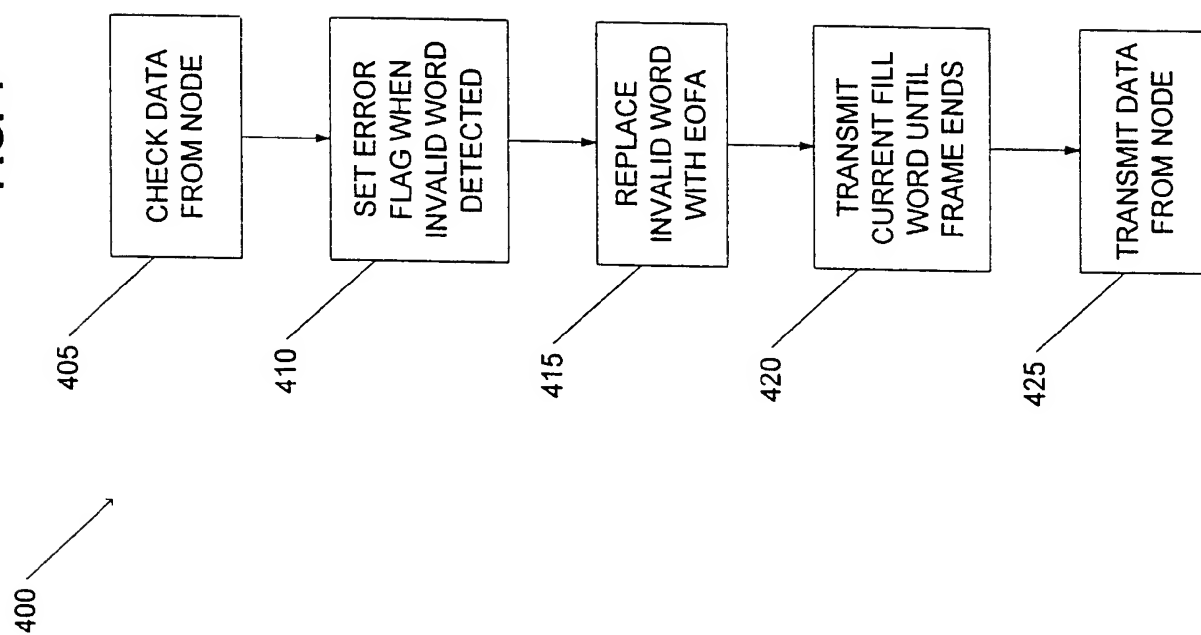 400
405
CHECK DATA
FROM NODE
410
SET ERROR
FLAG WHEN
INVALID WORD
DETECTED
415
REPLACE
INVALID WORD
WITH EOFA
420
TRANSMIT
CURRENT FILL
WORD UNTIL
FRAME ENDS
425
TRANSMIT DATA
FROM NODE